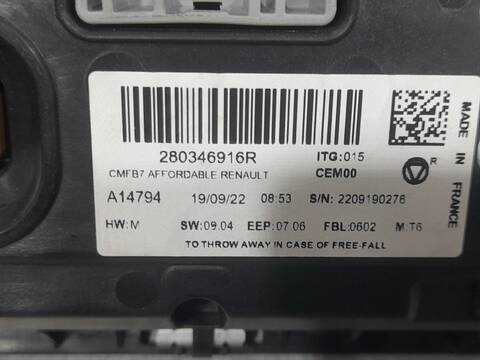 280346916R
ITG:015
CMFB7 AFFORDABLE RENAULT
CEM00
R
A14794 19/09/22 08:53 S/N: 2209190276
HW:M SW:09.04 EEP:07.06 FBL:0602 M:T6
TO THROW AWAY IN CASE OF FREE-FALL
MADE IN FRANCE